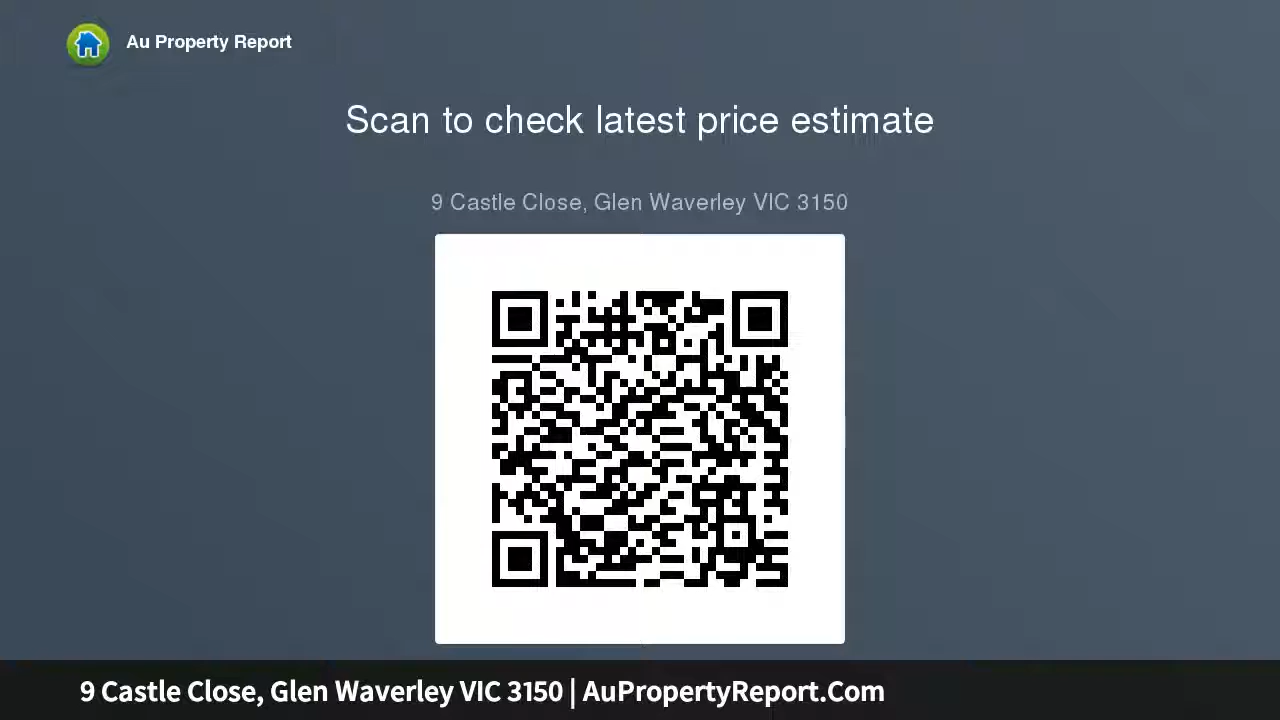 Au Property Report
Scan to check latest price estimate
9 Castle Close, Glen Waverley VIC 3150
9 Castle Close, Glen Waverley VIC 3150 | AuPropertyReport.Com